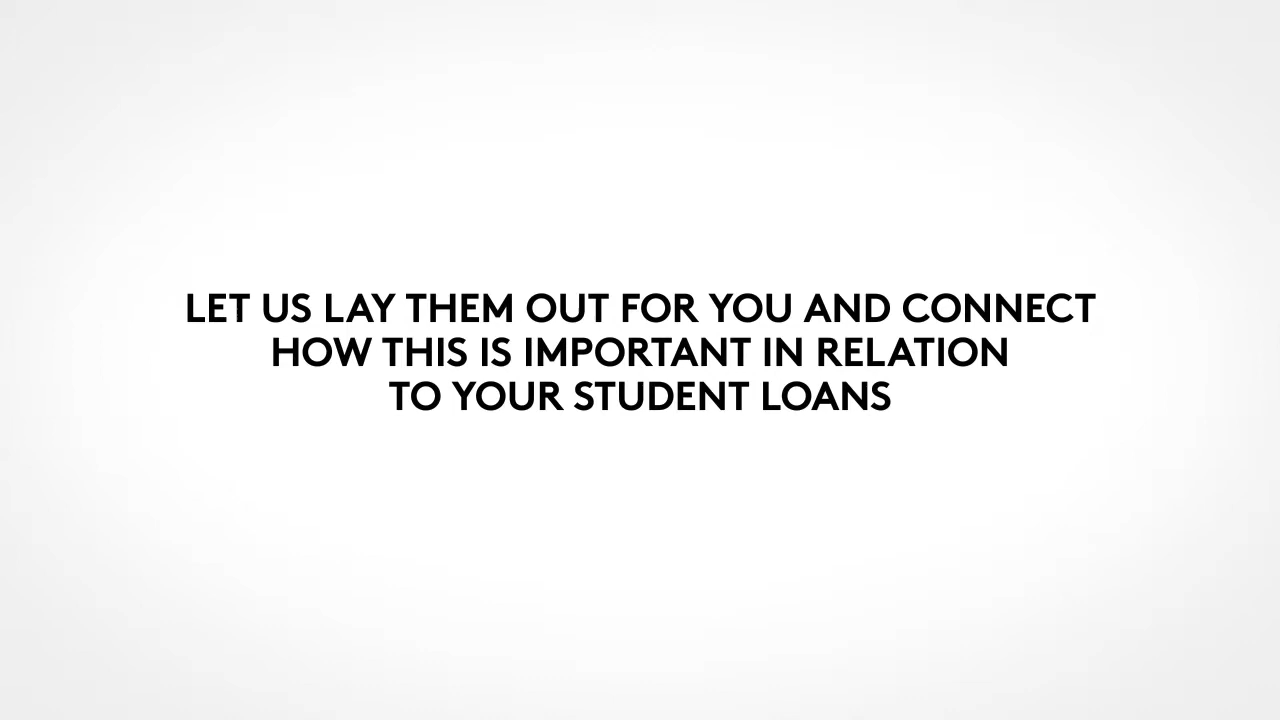 LET US LAY THEM OUT FOR YOU AND CONNECT
HOW THIS IS IMPORTANT IN RELATION
TO YOUR STUDENT LOANS